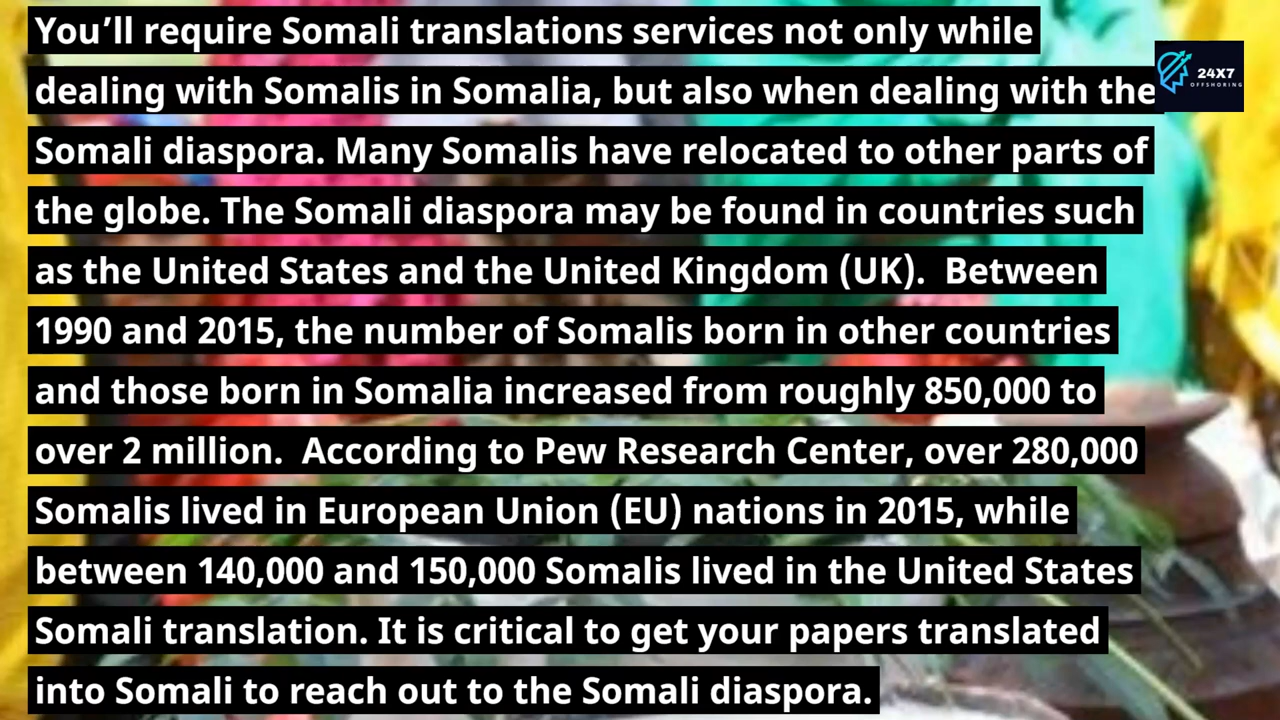 You’ll require Somali translations services not only while
dealing with Somalis in Somalia, but also when dealing with the
Somali diaspora. Many Somalis have relocated to other parts of
the globe. The Somali diaspora may be found in countries such
as the United States and the United Kingdom (UK).  Between
1990 and 2015, the number of Somalis born in other countries
and those born in Somalia increased from roughly 850,000 to
over 2 million.  According to Pew Research Center, over 280,000
Somalis lived in European Union (EU) nations in 2015, while
between 140,000 and 150,000 Somalis lived in the United States
Somali translation. It is critical to get your papers translated
into Somali to reach out to the Somali diaspora.
24X7
OFFSHORING